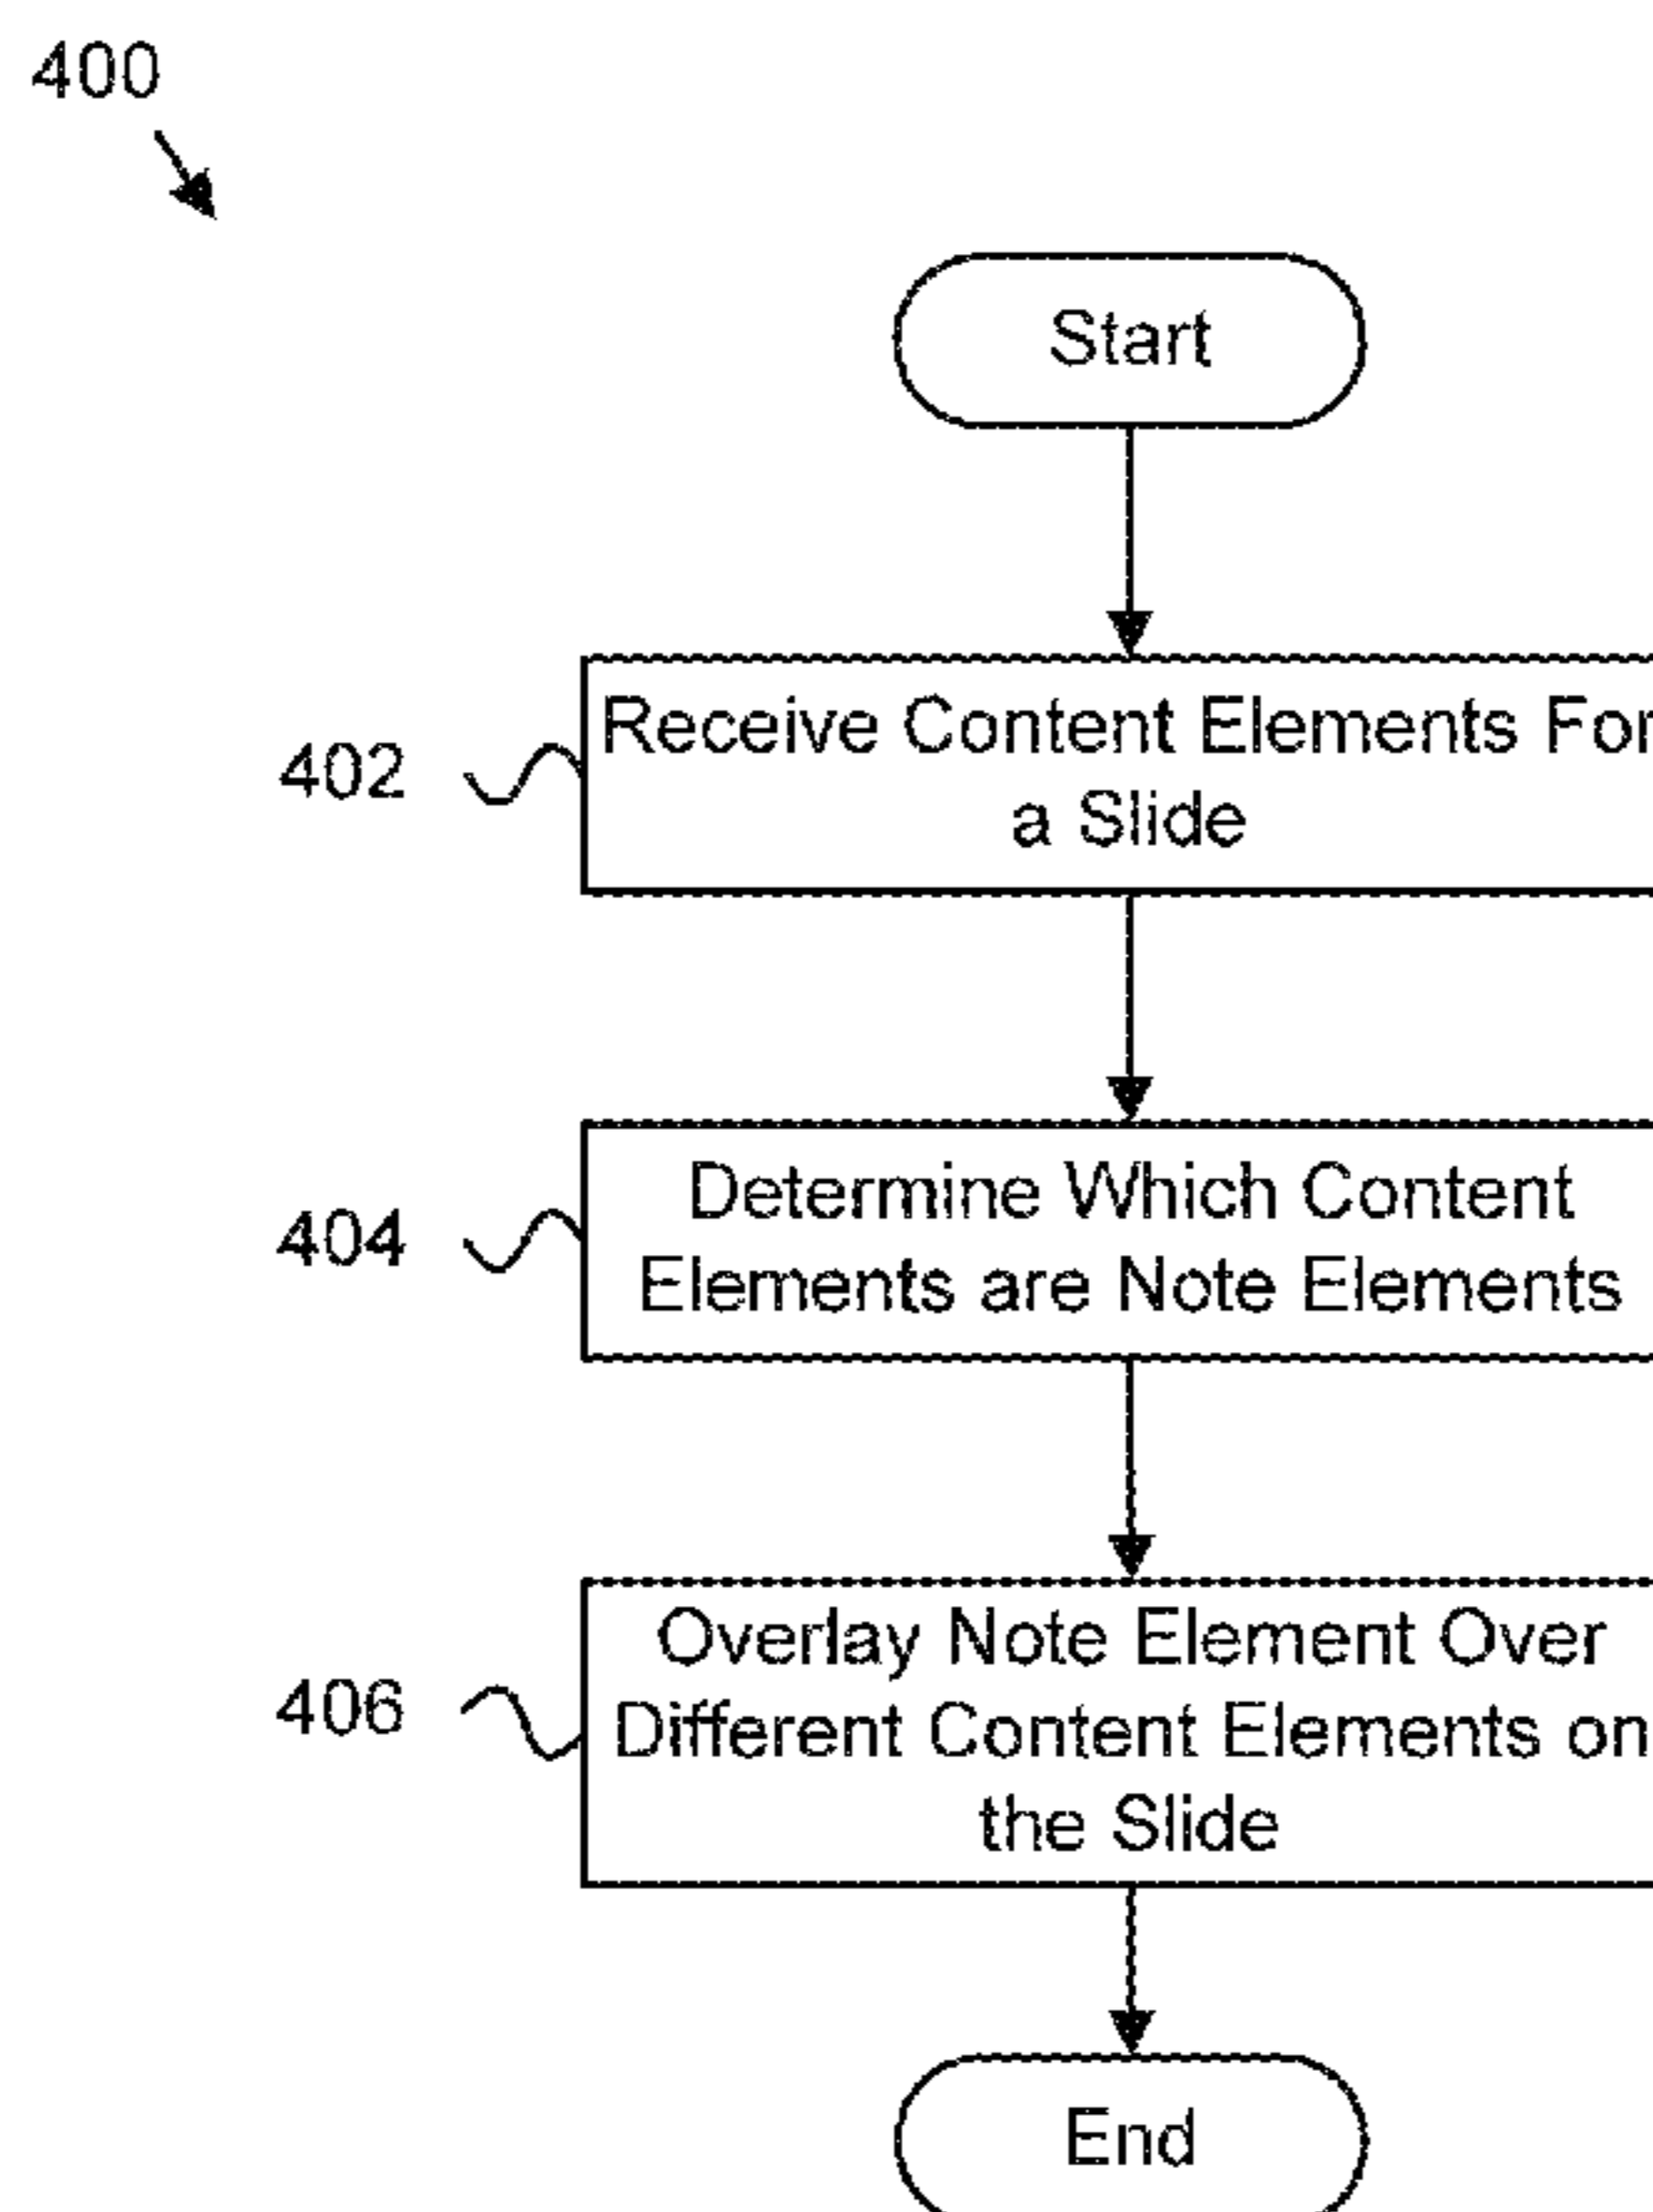 400
Start
402
Receive Content Elements For
a Slide
404
Determine Which Content
Elements are Note Elements
406
Overlay Note Element Over
Different Content Elements on
the Slide
End